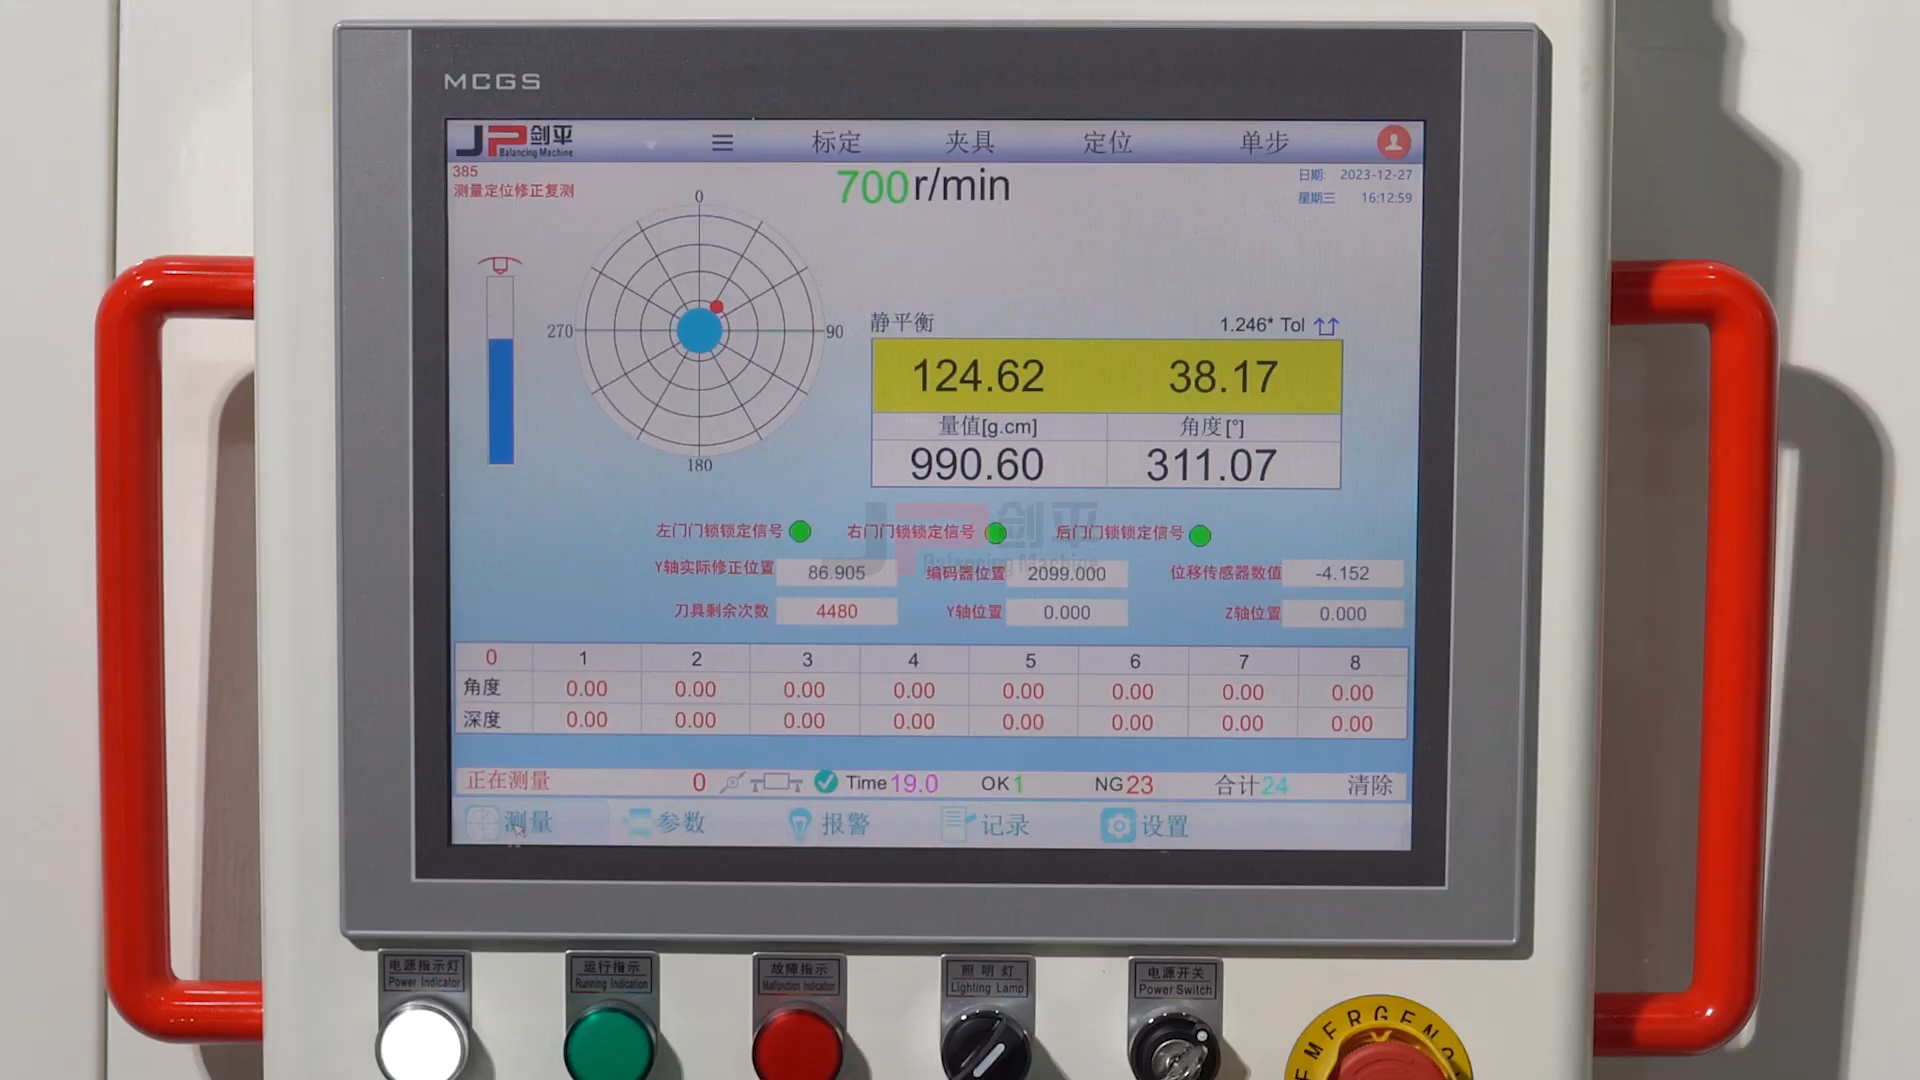 MCGS
JP剑平
Balancing Machine
标定 夹具 定位 单步
385
测量定位修正复测
700r/min
日期: 2023-12-27
星期三 16:12:59
0
270
90
180
静平衡 1.246* Tol
124.62 38.17
量值[g.cm] 角度[°]
990.60 311.07
JP剑平
Balancing Machine
左门门锁锁定信号 右门门锁锁定信号 后门门锁锁定信号
Y轴实际修正位置 86.905 编码器位置 2099.000 位移传感器数值 -4.152
刀具剩余次数 4480 Y轴位置 0.000 Z轴位置 0.000
0 1 2 3 4 5 6 7 8
角度 0.00 0.00 0.00 0.00 0.00 0.00 0.00 0.00
深度 0.00 0.00 0.00 0.00 0.00 0.00 0.00 0.00
正在测量 0 Time 19.0 OK 1 NG 23 合计 24 清除
测量 参数 报警 记录 设置
电源指示灯
Power Indicator
运行指示
Running Indication
故障指示
Malfunction Indication
照明灯
Lighting Lamp
电源开关
Power Switch
EMERGENC